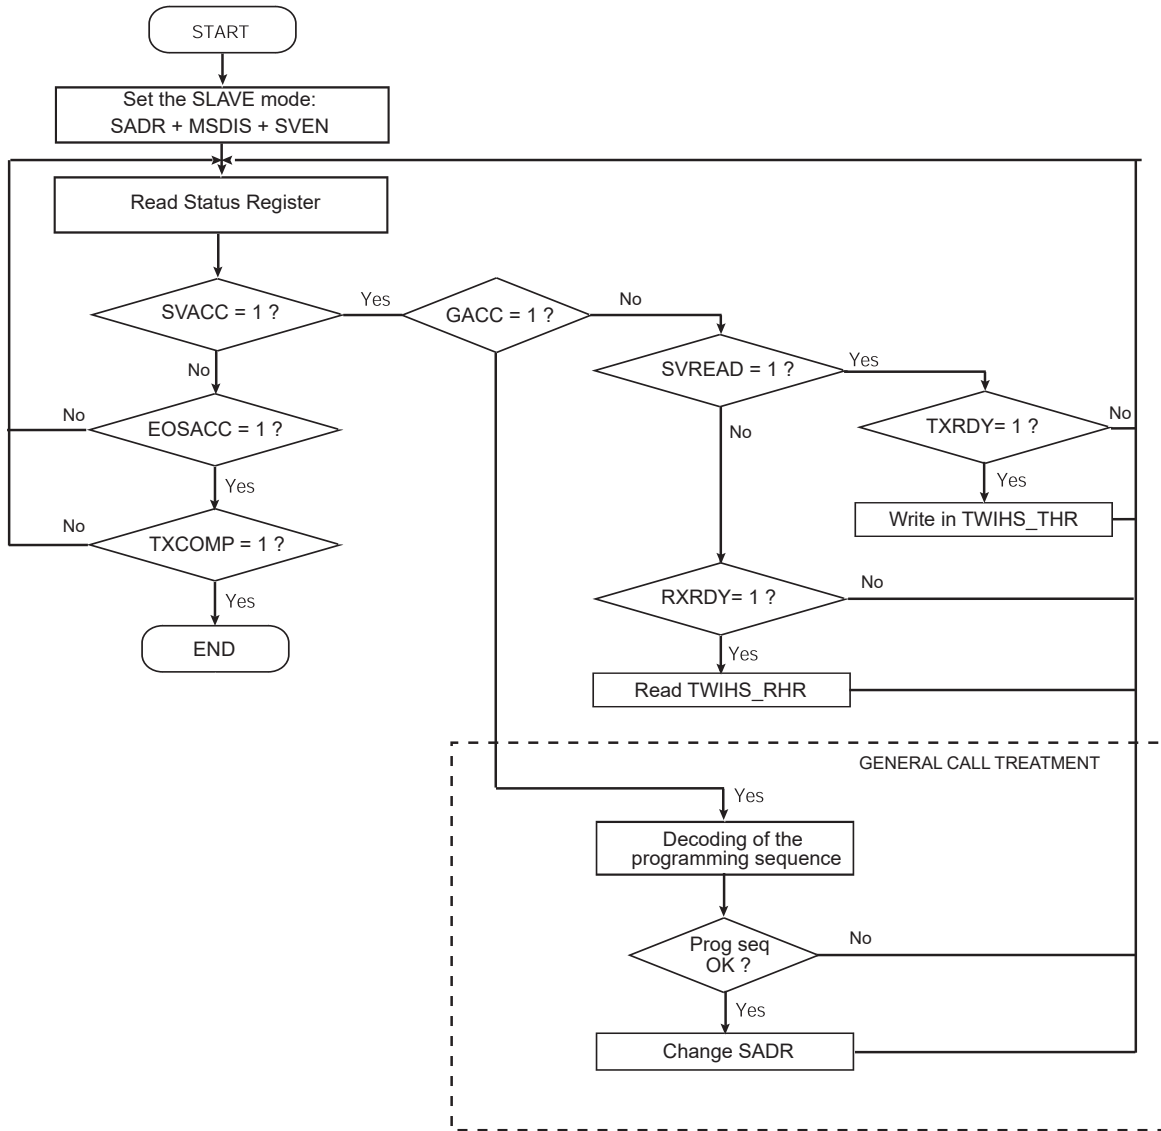 START
Set the SLAVE mode:
SADR + MSDIS + SVEN
Read Status Register
SVACC = 1 ?
Yes
GACC = 1 ?
No
SVREAD = 1 ?
Yes
No
EOSACC = 1 ?
No
TXRDY= 1 ?
No
No
Yes
Yes
Write in TWIHS_THR
No
TXCOMP = 1 ?
Yes
END
RXRDY= 1 ?
No
Yes
Read TWIHS_RHR
GENERAL CALL TREATMENT
Yes
Decoding of the
programming sequence
Prog seq
OK ?
No
Yes
Change SADR